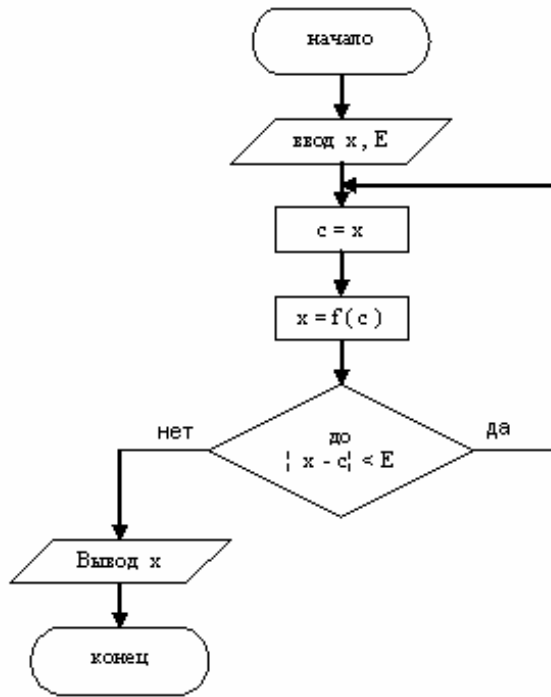 начало
ввод x , E
c = x
x = f ( c )
до
¦ x - c¦ < E
нет
да
Вывод x
конец